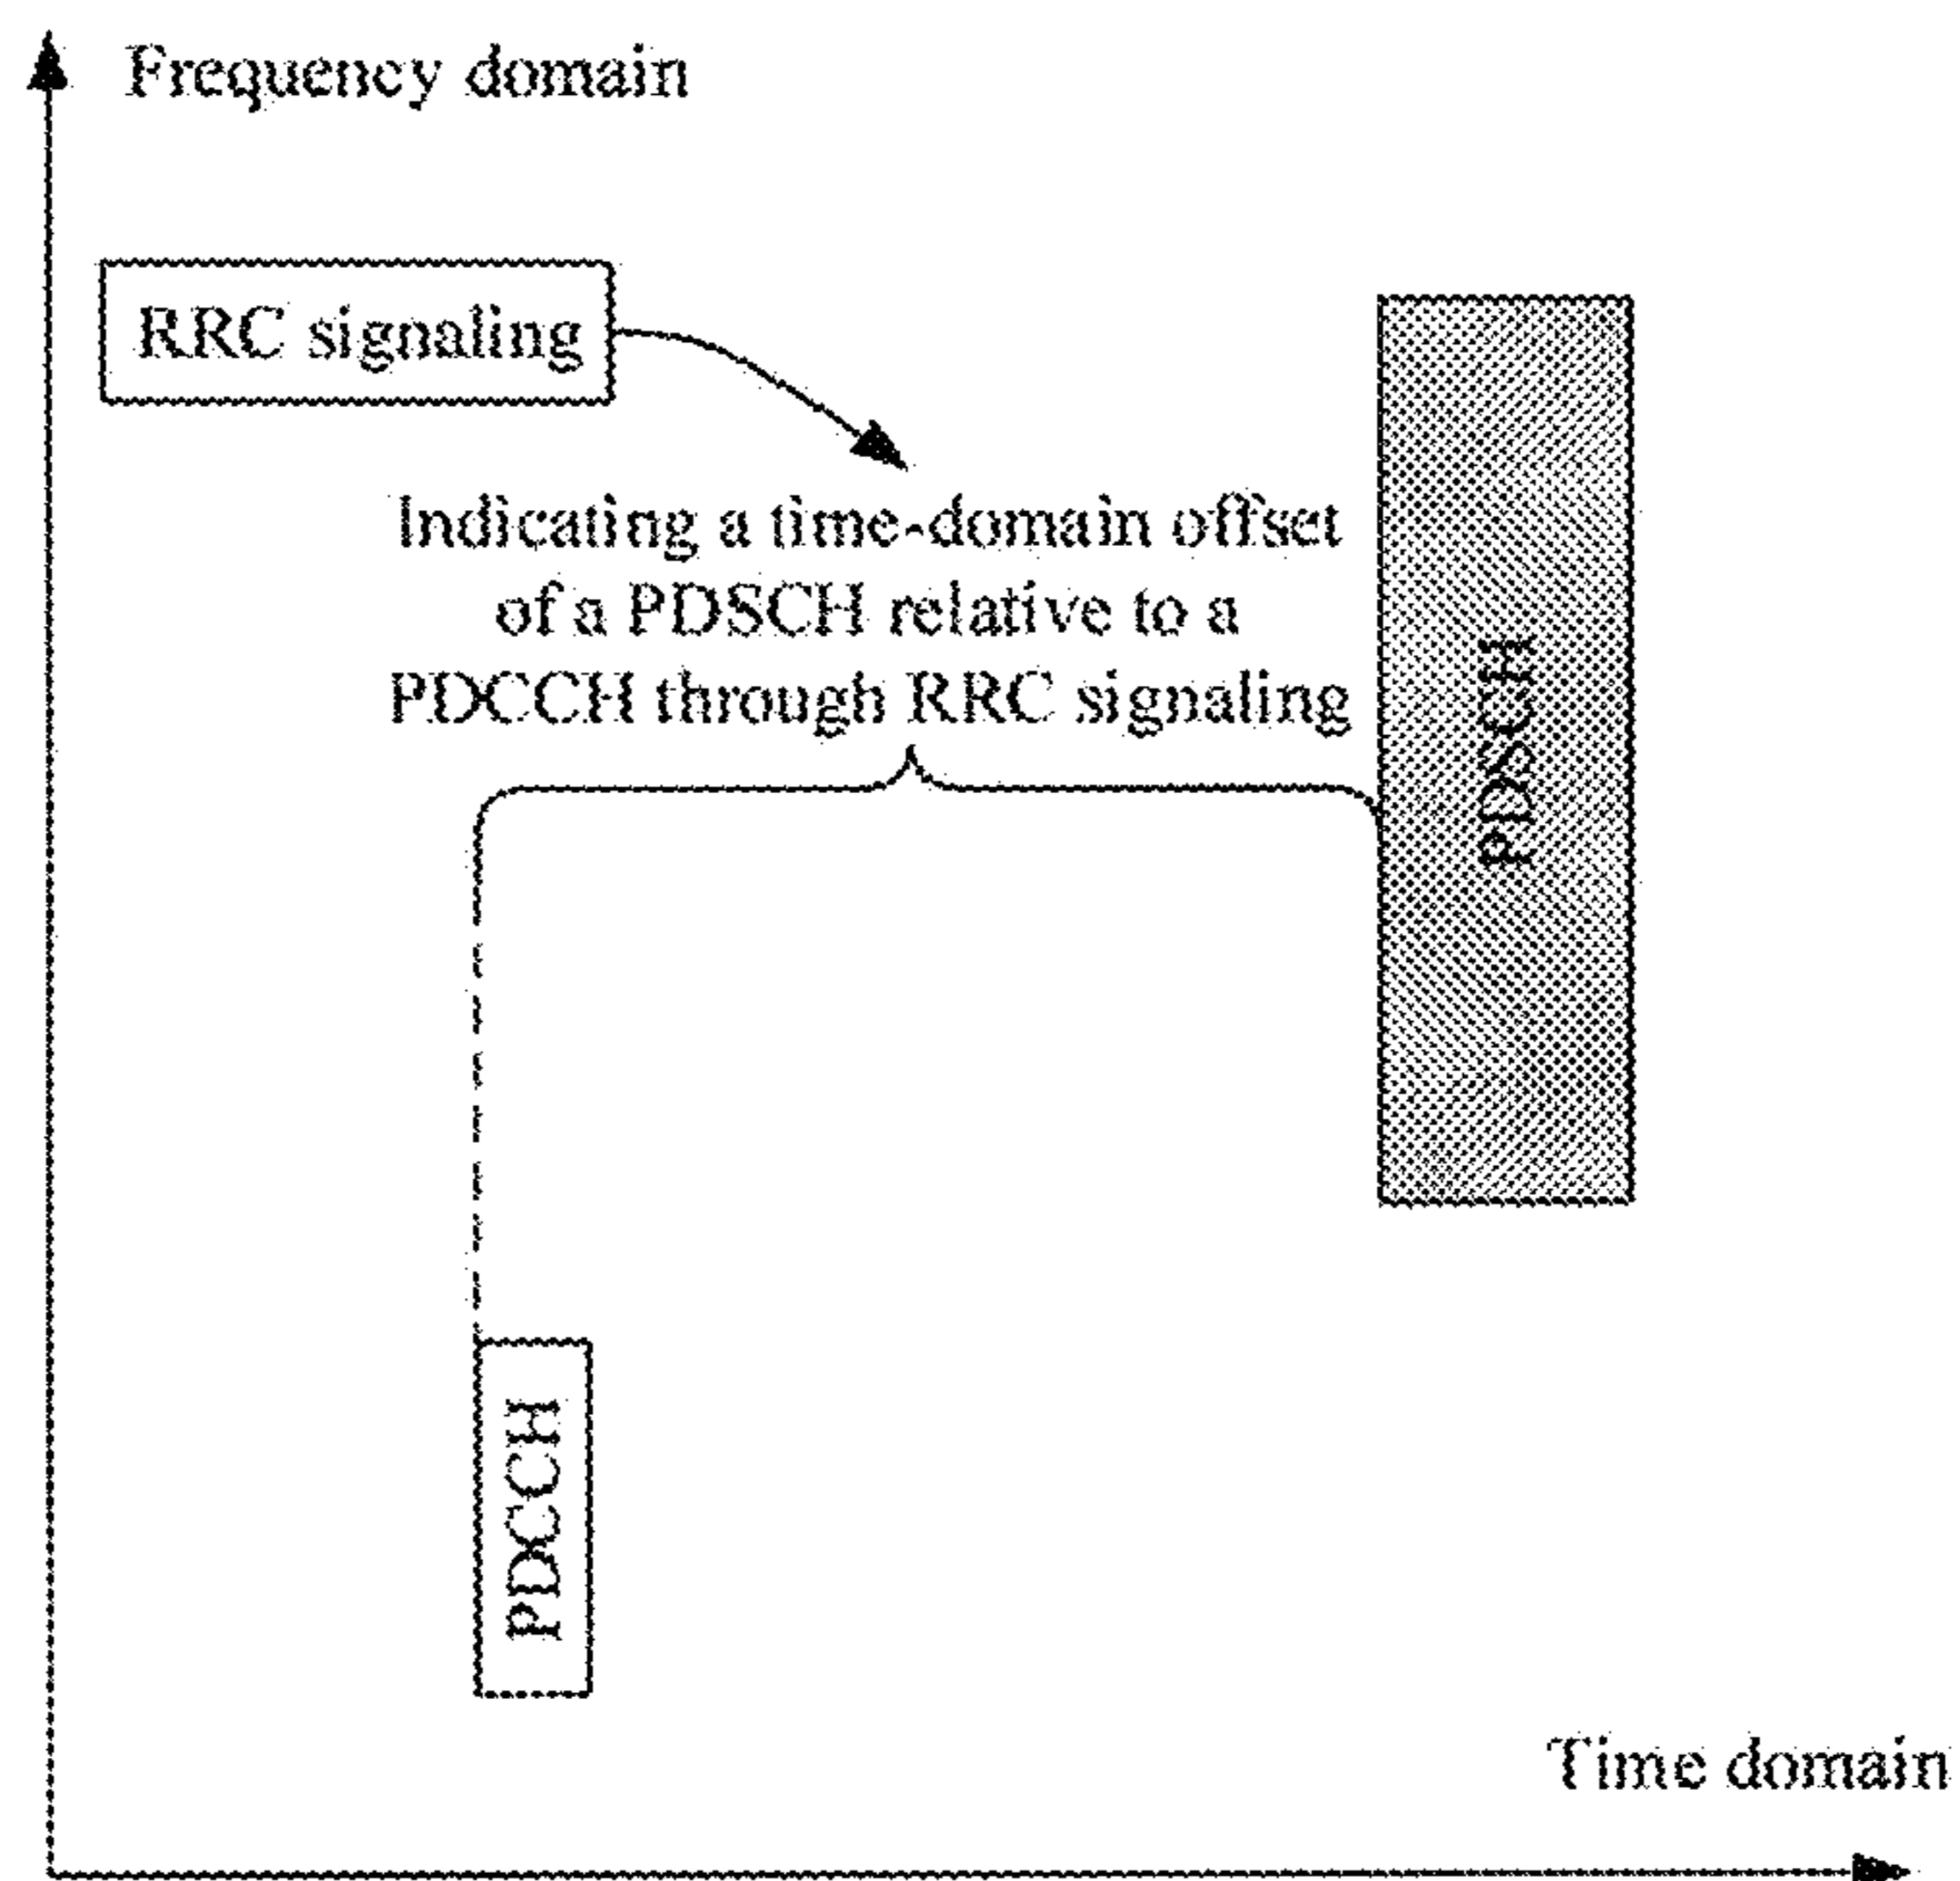 Frequency domain
RRC signaling
Indicating a time-domain offset
of a PDSCH relative to a
PDCCH through RRC signaling
PDSCH
PDCCH
Time domain